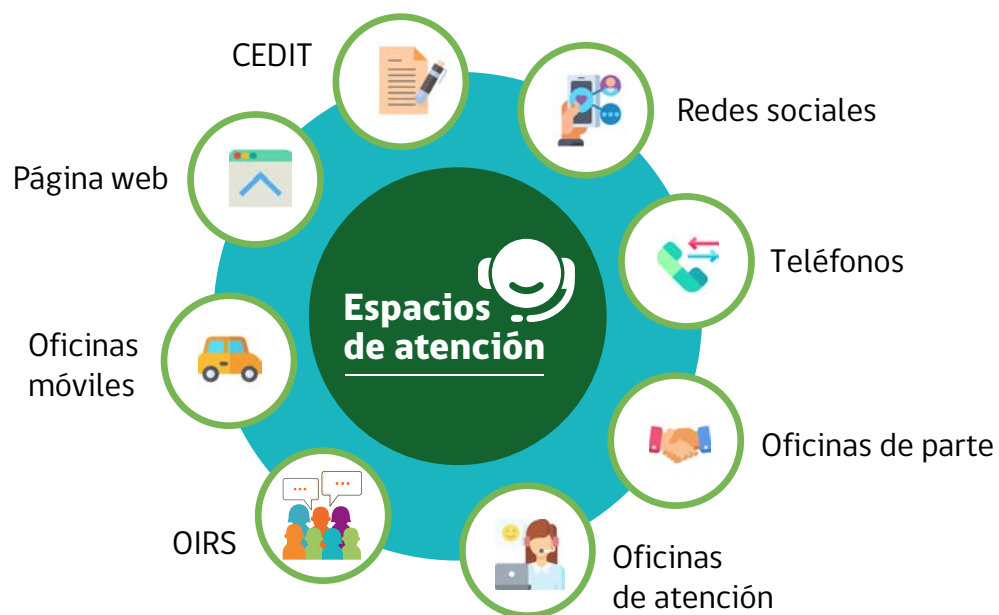 CEDIT
Redes sociales
Página web
Teléfonos
Espacios
de atención
Oficinas
móviles
Oficinas de parte
OIRS
Oficinas
de atención